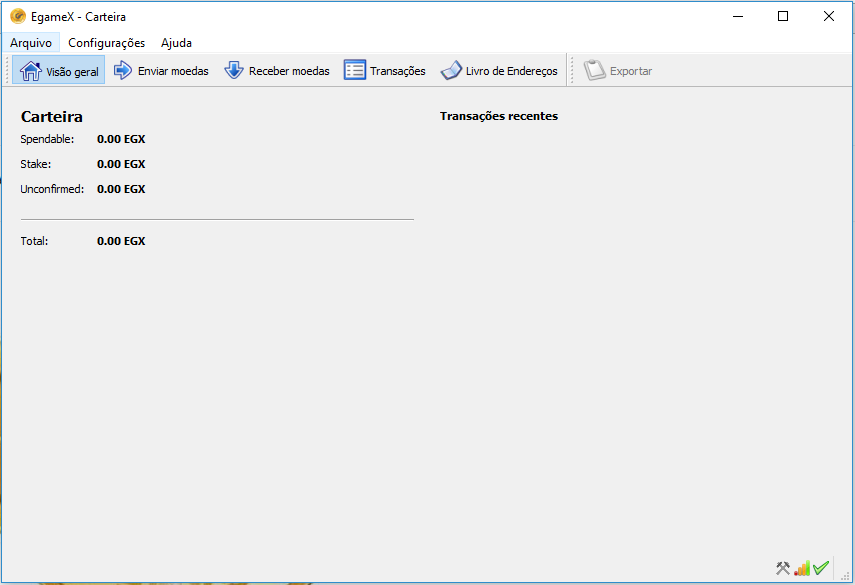 EgameX - Carteira
Arquivo Configurações Ajuda
Visão geral Enviar moedas Receber moedas Transações Livro de Endereços Exportar
Carteira
Transações recentes
Spendable: 0.00 EGX
Stake: 0.00 EGX
Unconfirmed: 0.00 EGX
Total: 0.00 EGX